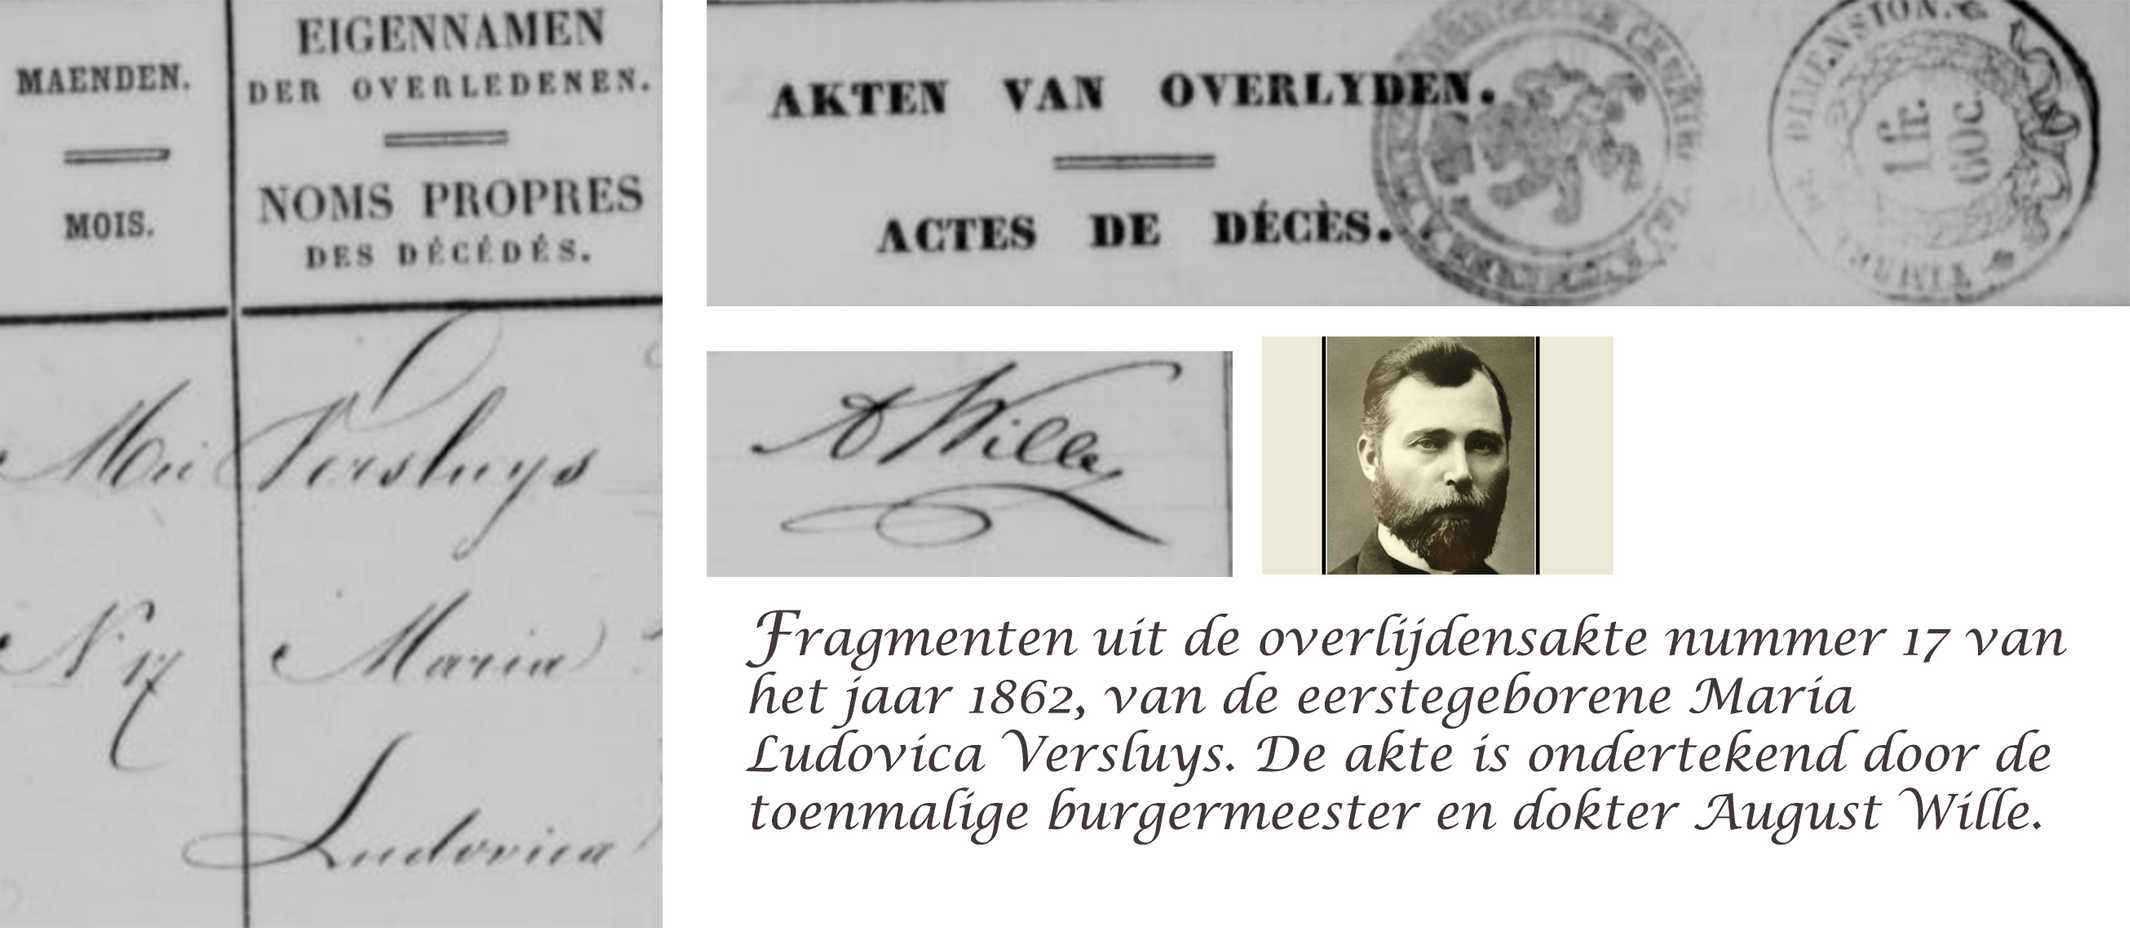 MAENDEN.
MOIS.
EIGENNAMEN
DER OVERLEDENEN.
NOMS PROPRES
DES DÉCÉDÉS.
Mei Versluys
N. 17 Maria
Ludovica
AKTEN VAN OVERLYDEN.
ACTES DE DÉCÈS.
DIMENSION.
1fr.
60c
TIMBRE
A Wille
Fragmenten uit de overlijdensakte nummer 17 van
het jaar 1862, van de eerstegeborene Maria
Ludovica Versluys. De akte is ondertekend door de
toenmalige burgermeester en dokter August Wille.